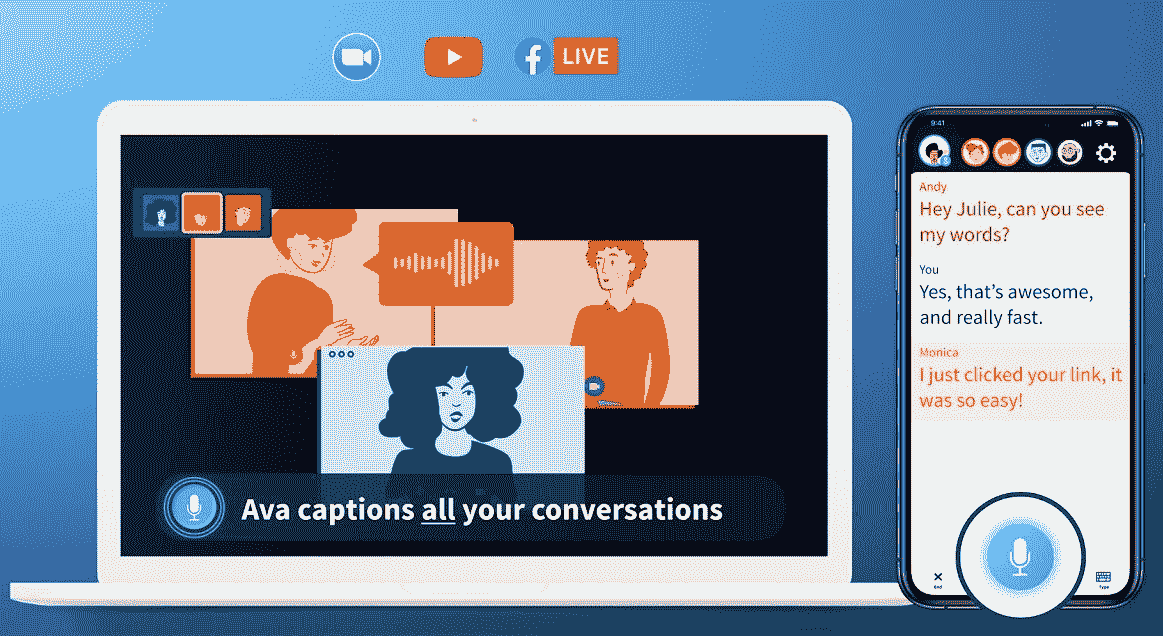 LIVE
Ava captions all your conversations
9:41
Andy
Hey Julie, can you see
my words?
You
Yes, that's awesome,
and really fast.
Monica
I just clicked your link, it
was so easy!
End
Type